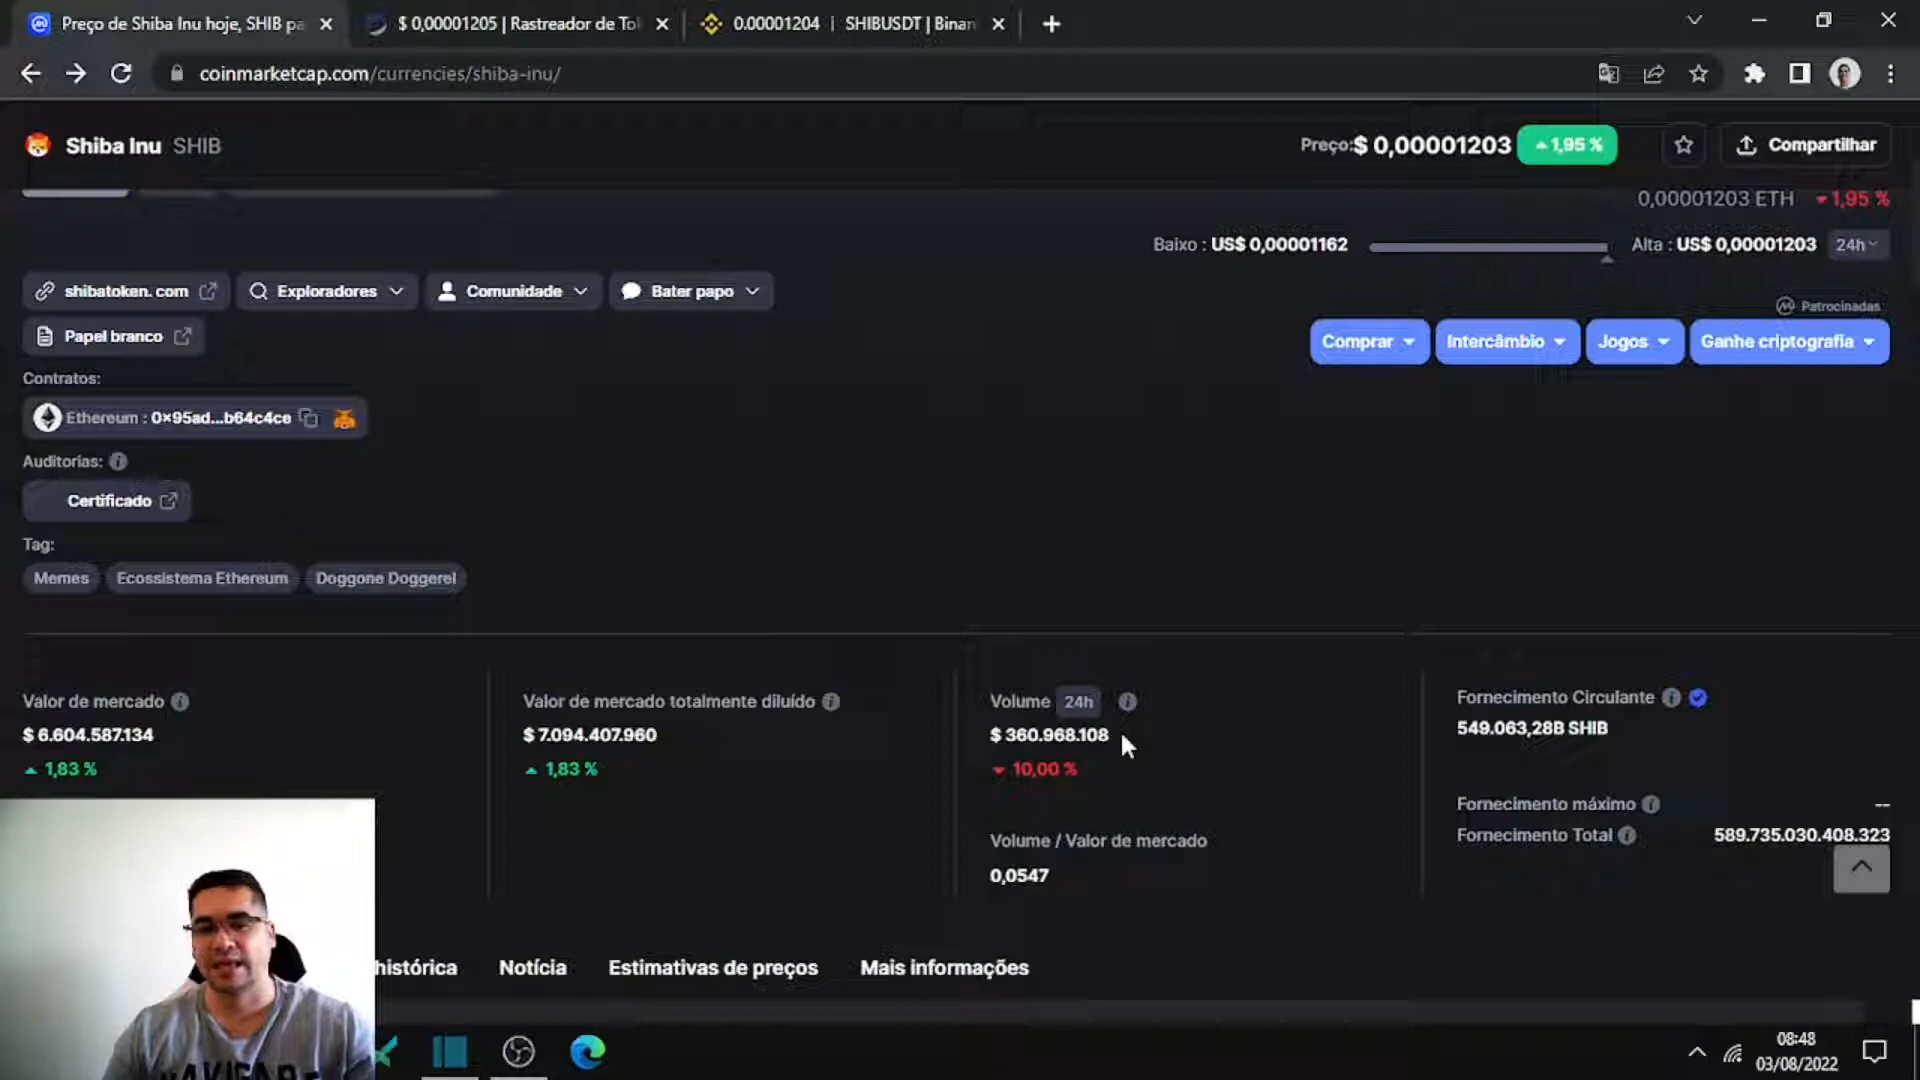 Preço de Shiba Inu hoje, SHIB pa
$ 0,00001205 | Rastreador de To
0.00001204 | SHIBUSDT | Binan
coinmarketcap.com/currencies/shiba-inu/
Shiba Inu SHIB
Preço:$ 0,00001203
1,95 %
Compartilhar
0,00001203 ETH
1,95 %
Baixo : US$ 0,00001162
Alta : US$ 0,00001203
24h
shibatoken. com
Exploradores
Comunidade
Bater papo
Patrocinadas
Papel branco
Comprar
Intercâmbio
Jogos
Ganhe criptografia
Contratos:
Ethereum : 0x95ad...b64c4ce
Auditorias:
Certificado
Tag:
Memes
Ecossistema Ethereum
Doggone Doggerel
Valor de mercado
$ 6.604.587.134
1,83 %
Valor de mercado totalmente diluído
$ 7.094.407.960
1,83 %
Volume 24h
$ 360.968.108
10,00 %
Volume / Valor de mercado
0,0547
Fornecimento Circulante
549.063,28B SHIB
Fornecimento máximo
--
Fornecimento Total
589.735.030.408.323
histórica
Notícia
Estimativas de preços
Mais informações
08:48
03/08/2022